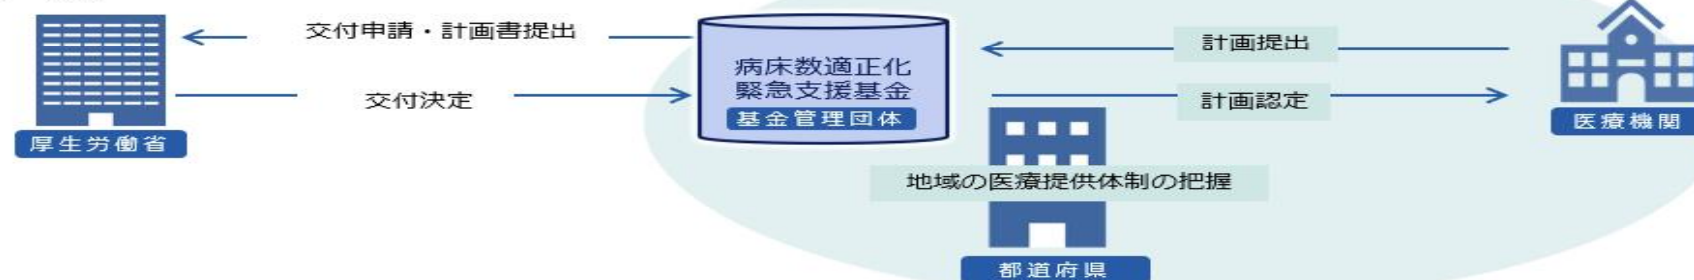 交付申請・計画書提出
交付決定
厚生労働省
病床数適正化
緊急支援基金
基金管理団体
計画提出
計画認定
医療機関
地域の医療提供体制の把握
都道府県